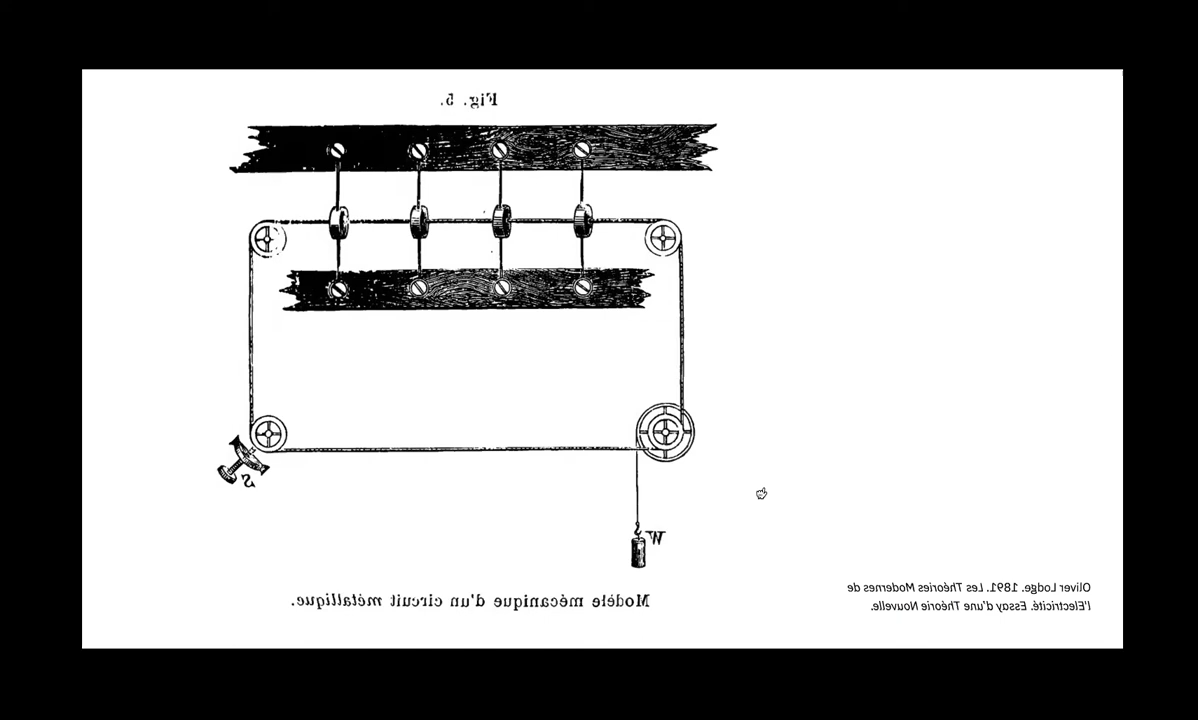 Fig. 5.
S
W
Modèle mécanique d'un circuit métallique.
Oliver Lodge. 1891. Les Théories Modernes de
l'Electricité. Essay d'une Théorie Nouvelle.